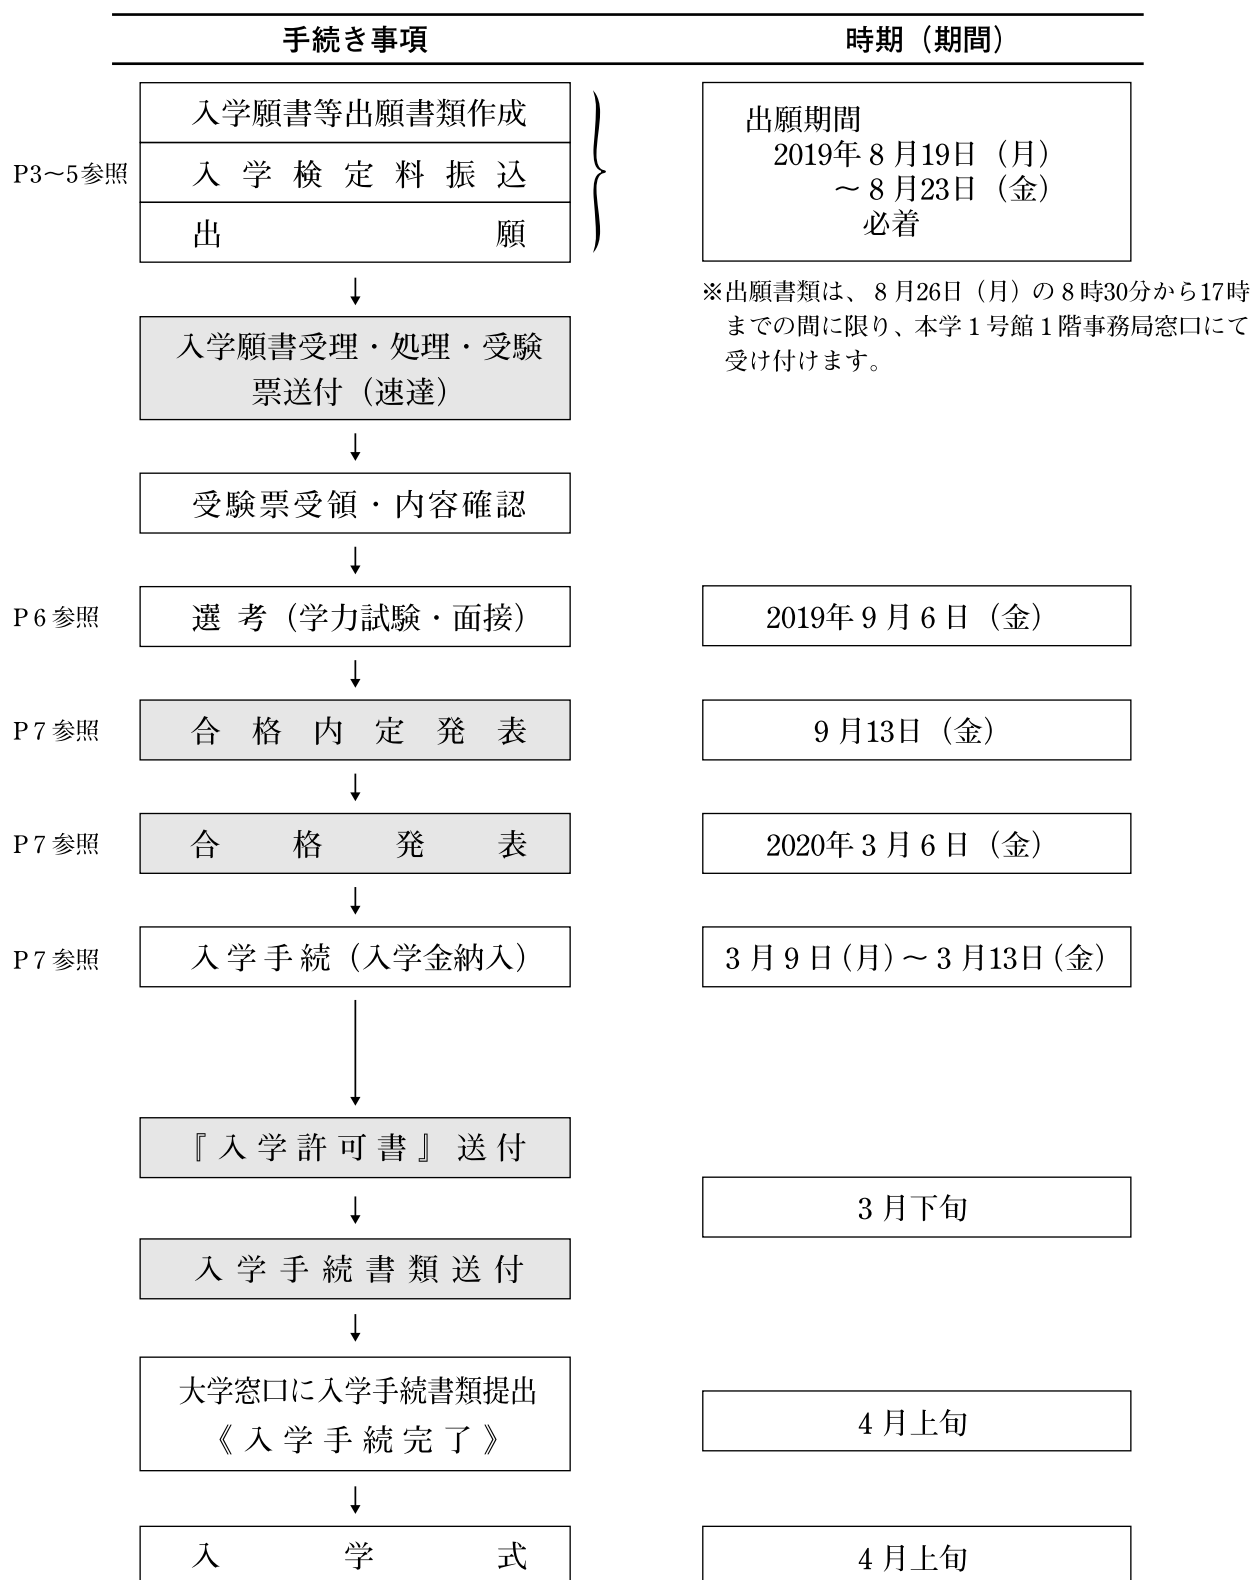 手続き事項 時期（期間）
入学願書等出願書類作成
P3〜5参照 入学検定料振込
出願
出願期間
2019年8月19日（月）
〜8月23日（金）
必着
※出願書類は、8月26日（月）の8時30分から17時
までの間に限り、本学1号館1階事務局窓口にて
受け付けます。
↓
入学願書受理・処理・受験
票送付（速達）
↓
受験票受領・内容確認
↓
P6参照 選考（学力試験・面接） 2019年9月6日（金）
↓
P7参照 合格内定発表 9月13日（金）
↓
P7参照 合格発表 2020年3月6日（金）
↓
P7参照 入学手続（入学金納入） 3月9日（月）〜3月13日（金）
↓
『入学許可書』送付
↓
3月下旬
入学手続書類送付
↓
大学窓口に入学手続書類提出
《入学手続完了》
4月上旬
↓
入学式 4月上旬